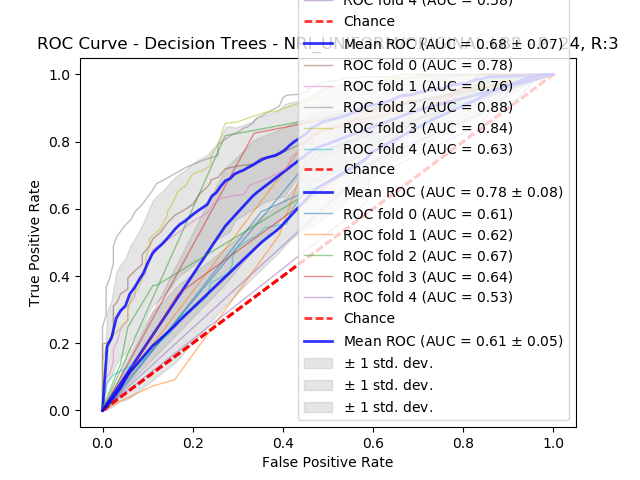 ROC fold 4 (AUC = 0.58)
Chance
ROC Curve - Decision Trees - NRI_UNIFORM
24, R:3
Mean ROC (AUC = 0.68 ± 0.07)
ROC fold 0 (AUC = 0.78)
ROC fold 1 (AUC = 0.76)
ROC fold 2 (AUC = 0.88)
ROC fold 3 (AUC = 0.84)
ROC fold 4 (AUC = 0.63)
Chance
Mean ROC (AUC = 0.78 ± 0.08)
ROC fold 0 (AUC = 0.61)
ROC fold 1 (AUC = 0.62)
ROC fold 2 (AUC = 0.67)
ROC fold 3 (AUC = 0.64)
ROC fold 4 (AUC = 0.53)
Chance
Mean ROC (AUC = 0.61 ± 0.05)
± 1 std. dev.
± 1 std. dev.
± 1 std. dev.
1.0
0.8
0.6
0.4
0.2
0.0
True Positive Rate
0.0 0.2 0.4 0.6 0.8 1.0
False Positive Rate